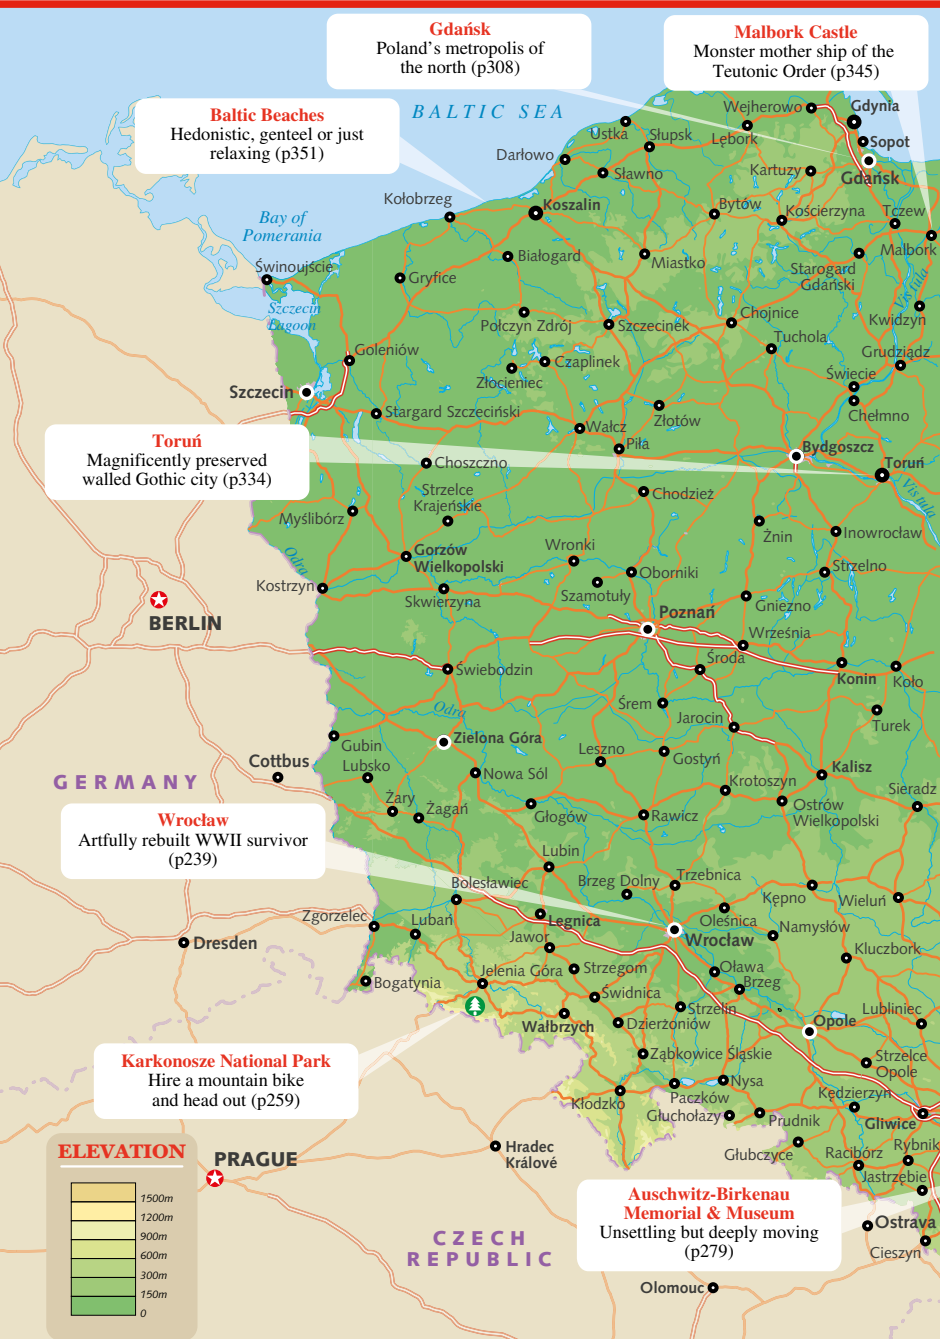 Gdańsk
Poland's metropolis of
the north (p308)
Malbork Castle
Monster mother ship of the
Teutonic Order (p345)
Baltic Beaches
Hedonistic, genteel or just
relaxing (p351)
BALTIC SEA
Wejherowo
Gdynia
Ustka
Słupsk
Lębork
Sopot
Darłowo
Sławno
Kartuzy
Gdańsk
Kołobrzeg
Koszalin
Bytów
Kościerzyna
Tczew
Bay of
Pomerania
Malbork
Białogard
Miastko
Starogard
Gdański
Świnoujście
Gryfice
Vistula
Szczecin
Lagoon
Połczyn Zdrój
Szczecinek
Chojnice
Kwidzyn
Tuchola
Goleniów
Czaplinek
Grudziądz
Złocieniec
Świecie
Szczecin
Stargard Szczeciński
Złotów
Chełmno
Wałcz
Piła
Bydgoszcz
Toruń
Magnificently preserved
walled Gothic city (p334)
Choszczno
Toruń
Vistula
Strzelce
Krajeńskie
Chodzież
Myślibórz
Żnin
Inowrocław
Odra
Gorzów
Wielkopolski
Wronki
Oborniki
Strzelno
Kostrzyn
Skwierzyna
Szamotuły
Gniezno
BERLIN
Poznań
Września
Świebodzin
Środa
Konin
Koło
Odra
Śrem
Jarocin
Turek
Gubin
Zielona Góra
Leszno
Gostyń
Cottbus
Lubsko
Nowa Sól
Kalisz
GERMANY
Krotoszyn
Sieradz
Żary
Żagań
Głogów
Rawicz
Ostrów
Wielkopolski
Wrocław
Artfully rebuilt WWII survivor
(p239)
Lubin
Bolesławiec
Brzeg Dolny
Trzebnica
Kępno
Wieluń
Zgorzelec
Lubań
Legnica
Oleśnica
Namysłów
Dresden
Jawor
Wrocław
Kluczbork
Bogatynia
Jelenia Góra
Strzegom
Oława
Brzeg
Świdnica
Strzelin
Lubliniec
Wałbrzych
Dzierżoniów
Opole
Karkonosze National Park
Hire a mountain bike
and head out (p259)
Ząbkowice Śląskie
Strzelce
Opole
Kłodzko
Paczków
Nysa
Kędzierzyn
Głuchołazy
Prudnik
Gliwice
ELEVATION
1500m
1200m
900m
600m
300m
150m
0
PRAGUE
Hradec
Králové
Głubczyce
Racibórz
Rybnik
Jastrzębie
Auschwitz-Birkenau
Memorial & Museum
Unsettling but deeply moving
(p279)
Ostrava
CZECH
REPUBLIC
Cieszyn
Olomouc